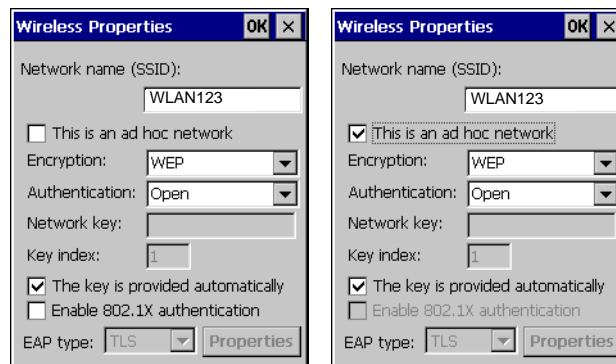 Wireless Properties OK ×
Network name (SSID):
WLAN123
This is an ad hoc network
Encryption: WEP
Authentication: Open
Network key:
Key index: 1
The key is provided automatically
Enable 802.1X authentication
EAP type: TLS Properties
Wireless Properties OK ×
Network name (SSID):
WLAN123
This is an ad hoc network
Encryption: WEP
Authentication: Open
Network key:
Key index: 1
The key is provided automatically
Enable 802.1X authentication
EAP type: TLS Properties